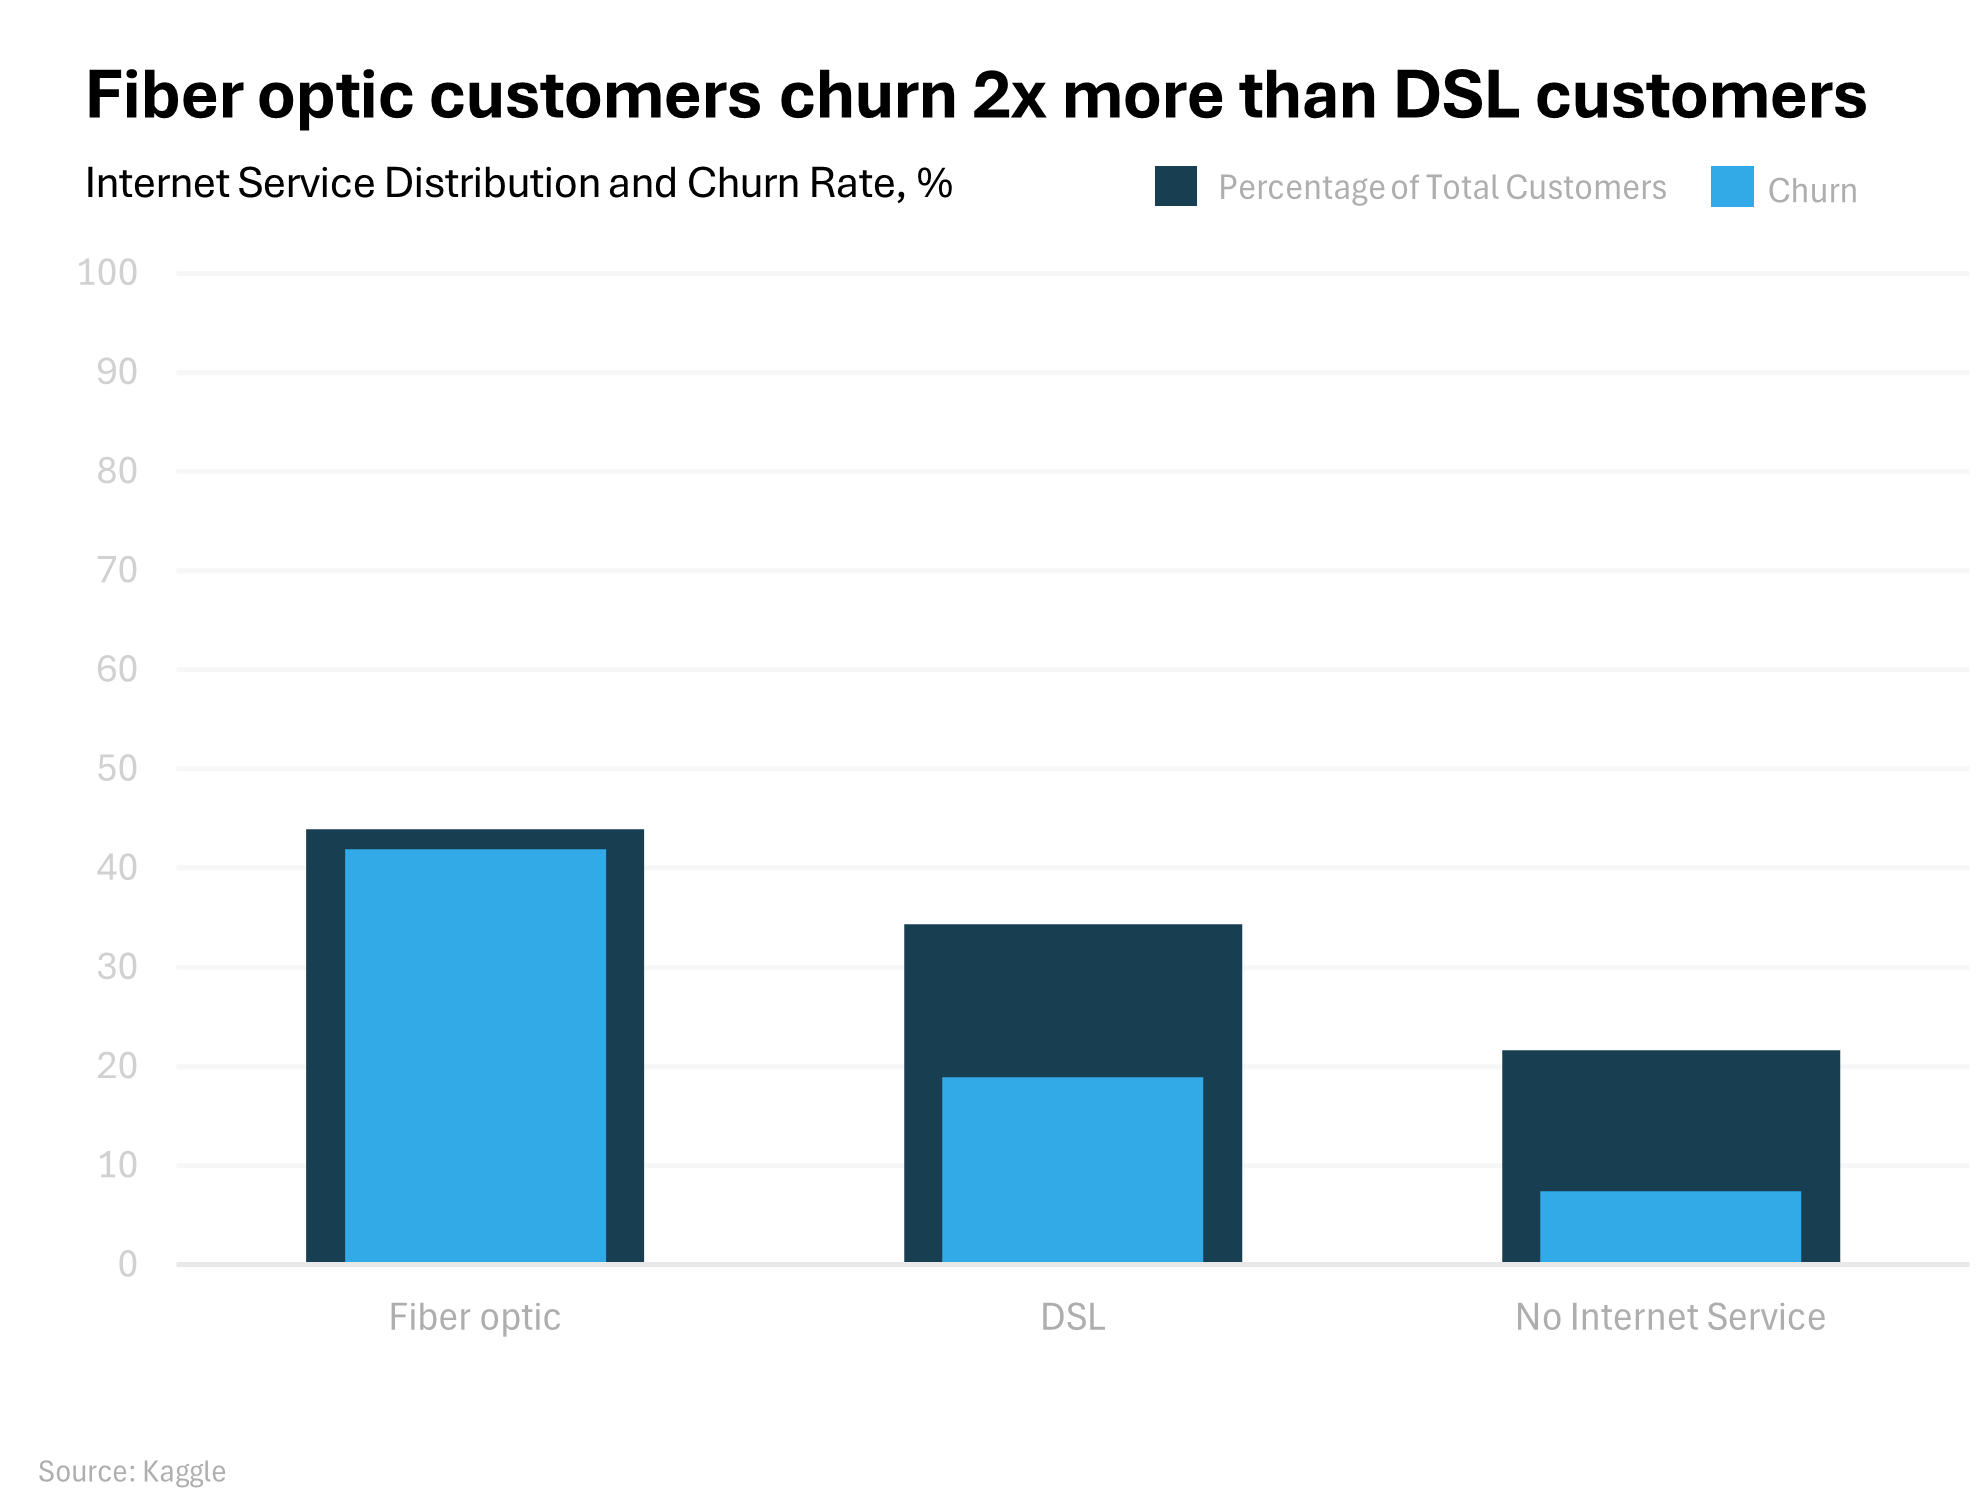 Fiber optic customers churn 2x more than DSL customers
Internet Service Distribution and Churn Rate, %
Percentage of Total Customers
Churn
100
90
80
70
60
50
40
30
20
10
0
Fiber optic
DSL
No Internet Service
Source: Kaggle